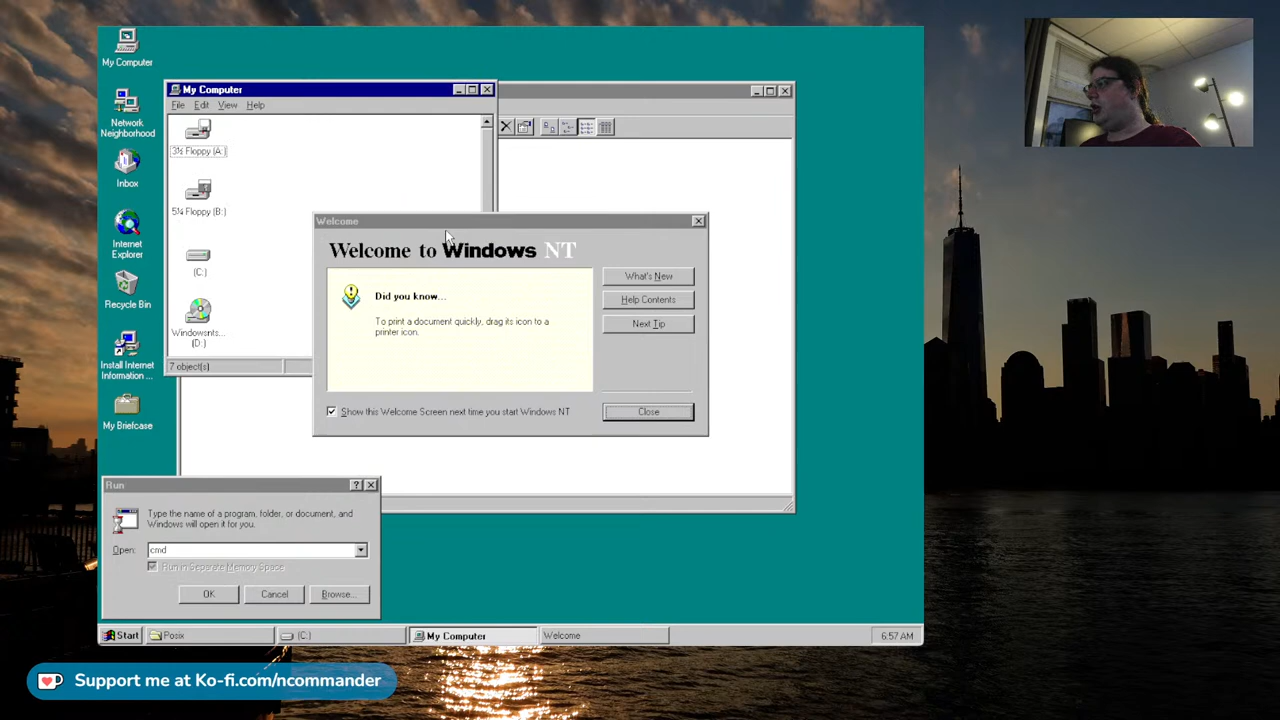 My Computer
Network
Neighborhood
Inbox
Internet
Explorer
Recycle Bin
Install Internet
Information ...
My Briefcase
My Computer
File Edit View Help
3½ Floppy (A:)
5¼ Floppy (B:)
(C:)
Windowsnts...
(D:)
7 object(s)
Welcome
Welcome to Windows NT
Did you know...
To print a document quickly, drag its icon to a
printer icon.
What's New
Help Contents
Next Tip
Show this Welcome Screen next time you start Windows NT
Close
Run
Type the name of a program, folder, or document, and
Windows will open it for you.
Open: cmd
Run in Separate Memory Space
OK Cancel Browse...
Start Posix (C:) My Computer Welcome 6:57 AM
Support me at Ko-fi.com/ncommander